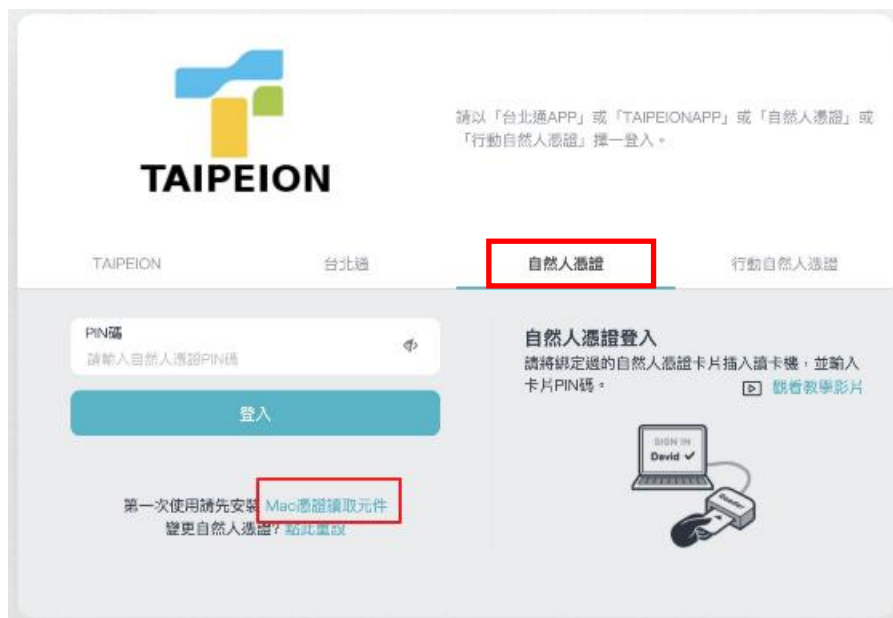 TAIPEION
請以「台北通APP」或「TAIPEIONAPP」或「自然人憑證」或
「行動自然人憑證」擇一登入。
TAIPEION
台北通
自然人憑證
行動自然人憑證
PIN碼
請輸入自然人憑證PIN碼
登入
第一次使用請先安裝 Mac憑證讀取元件
變更自然人憑證? 點此重設
自然人憑證登入
請將綁定過的自然人憑證卡片插入讀卡機，並輸入
卡片PIN碼。
觀看教學影片
SIGN IN
David ✓
Reader